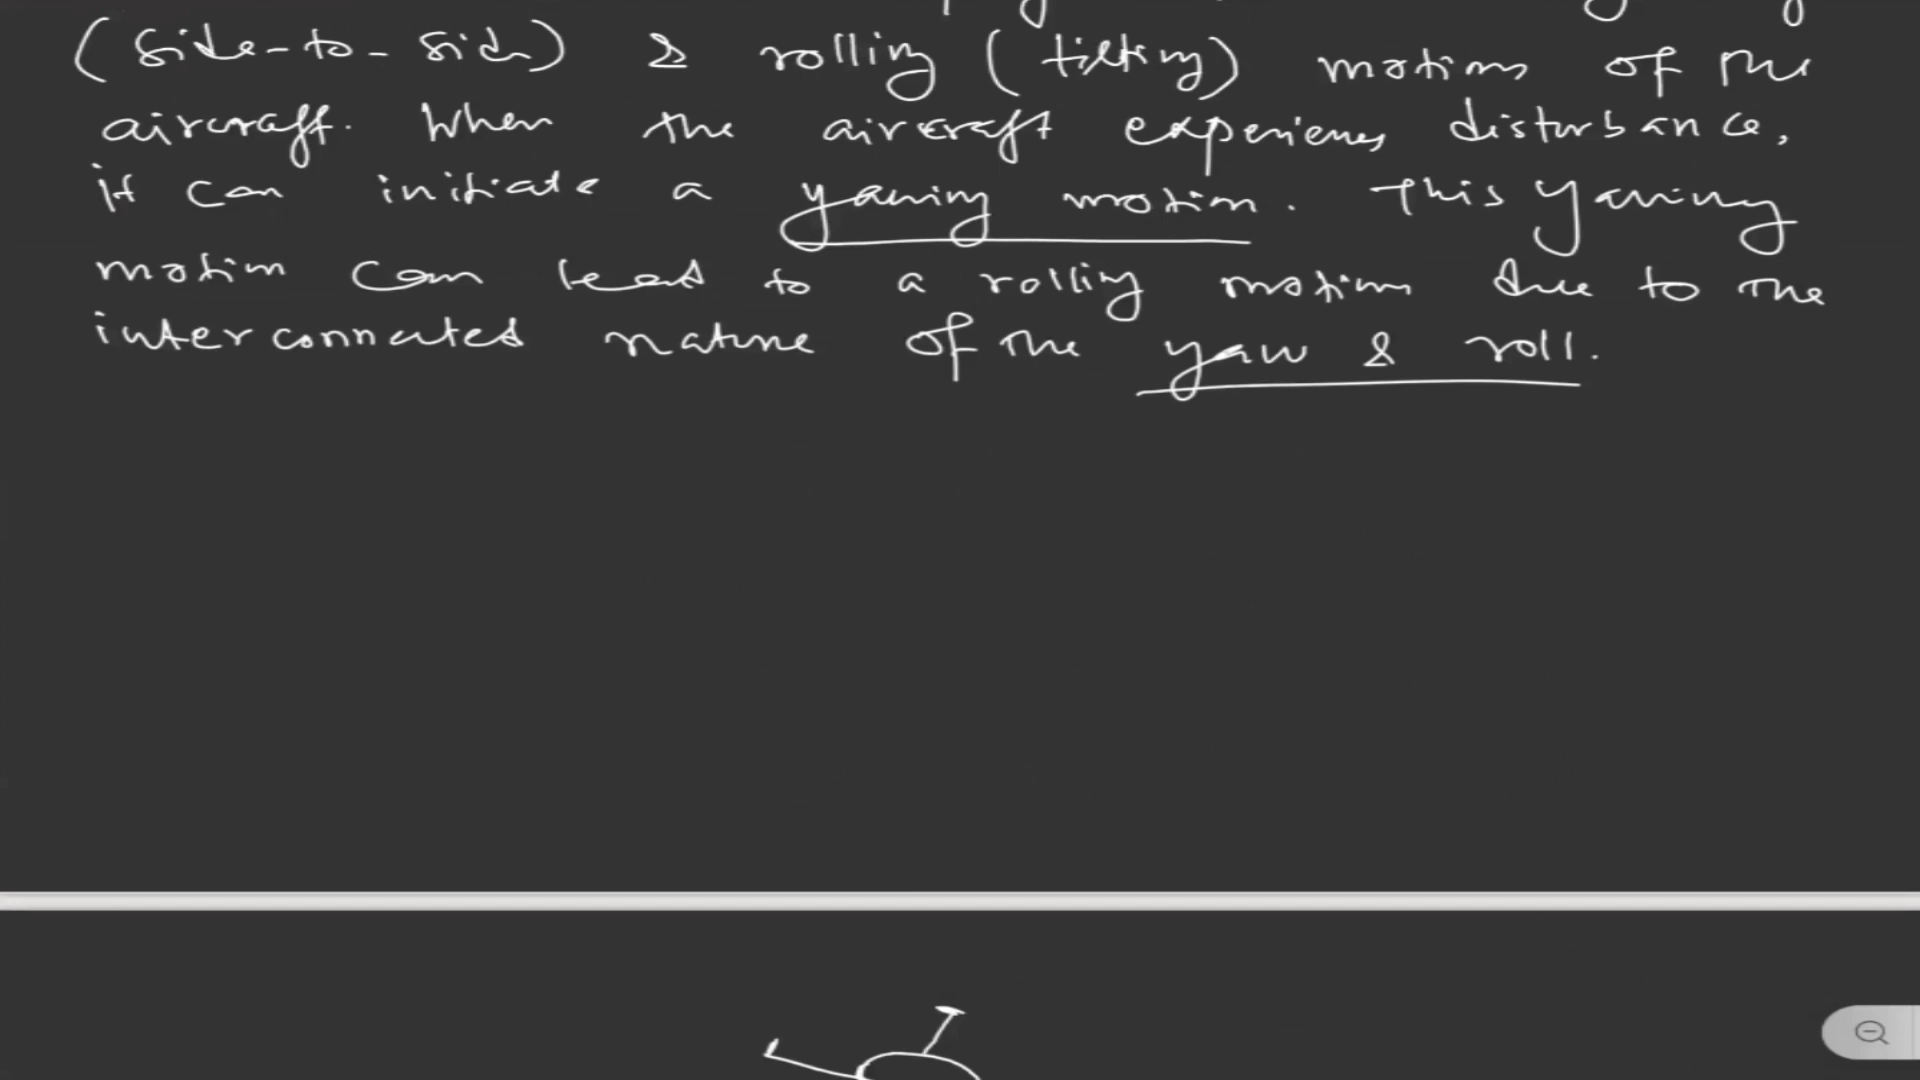 (side-to-side) & rolling (tilting) motions of the
aircraft. When the aircraft experiences disturbance,
it can initiate a yawing motion. This yawing
motion can lead to a rolling motion due to the
interconnected nature of the yaw & roll.